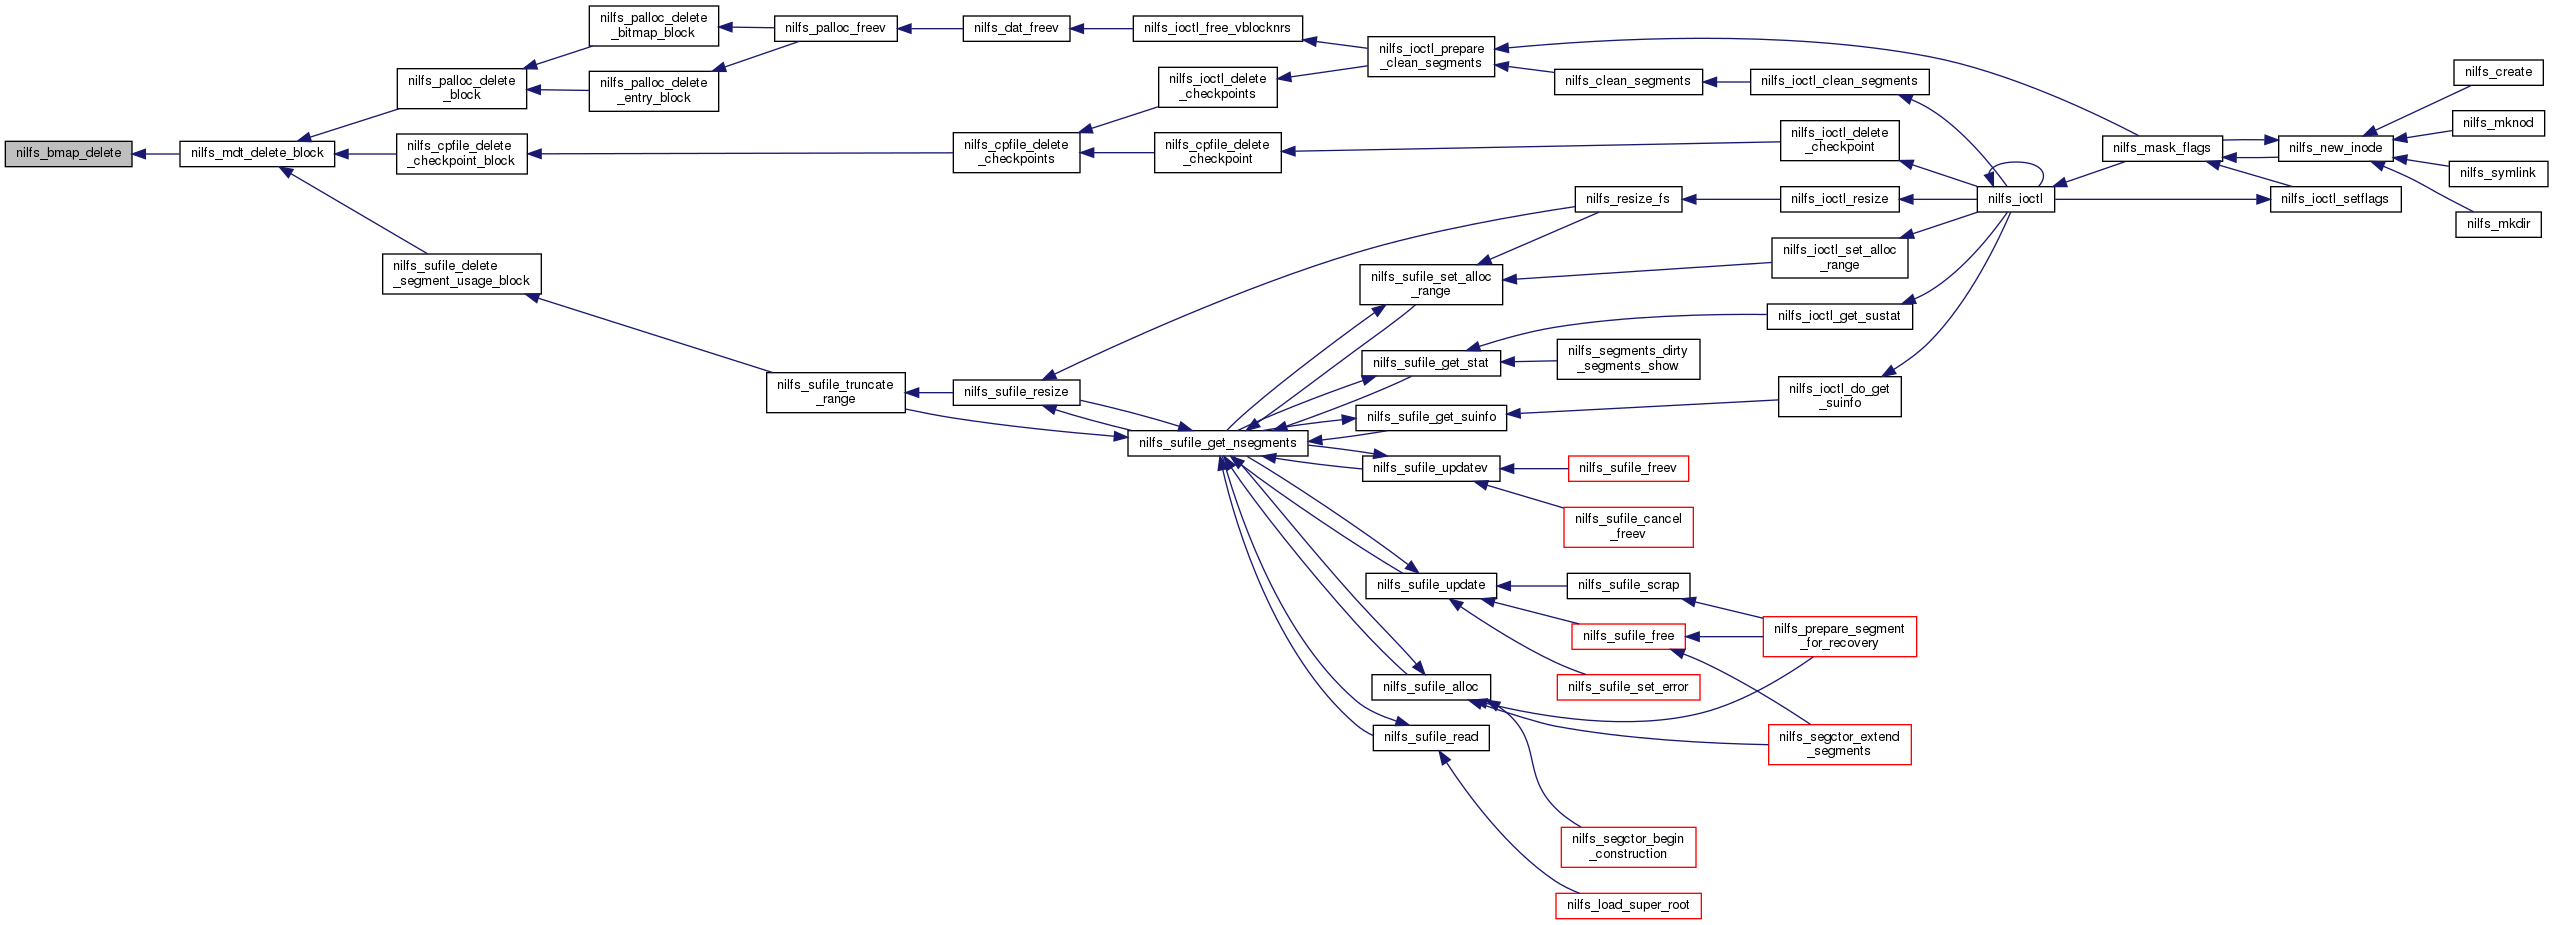 nilfs_bmap_delete
nilfs_mdt_delete_block
nilfs_palloc_delete
_block
nilfs_cpfile_delete
_checkpoint_block
nilfs_sufile_delete
_segment_usage_block
nilfs_palloc_delete
_bitmap_block
nilfs_palloc_delete
_entry_block
nilfs_palloc_freev
nilfs_sufile_truncate
_range
nilfs_dat_freev
nilfs_cpfile_delete
_checkpoints
nilfs_sufile_resize
nilfs_ioctl_free_vblocknrs
nilfs_ioctl_delete
_checkpoints
nilfs_cpfile_delete
_checkpoint
nilfs_sufile_get_nsegments
nilfs_ioctl_prepare
_clean_segments
nilfs_sufile_set_alloc
_range
nilfs_sufile_get_stat
nilfs_sufile_get_suinfo
nilfs_sufile_updatev
nilfs_sufile_update
nilfs_sufile_alloc
nilfs_sufile_read
nilfs_clean_segments
nilfs_resize_fs
nilfs_segments_dirty
_segments_show
nilfs_sufile_freev
nilfs_sufile_cancel
_freev
nilfs_sufile_scrap
nilfs_sufile_free
nilfs_sufile_set_error
nilfs_segctor_begin
_construction
nilfs_load_super_root
nilfs_ioctl_clean_segments
nilfs_ioctl_delete
_checkpoint
nilfs_ioctl_resize
nilfs_ioctl_set_alloc
_range
nilfs_ioctl_get_sustat
nilfs_ioctl_do_get
_suinfo
nilfs_prepare_segment
_for_recovery
nilfs_segctor_extend
_segments
nilfs_ioctl
nilfs_mask_flags
nilfs_new_inode
nilfs_ioctl_setflags
nilfs_create
nilfs_mknod
nilfs_symlink
nilfs_mkdir